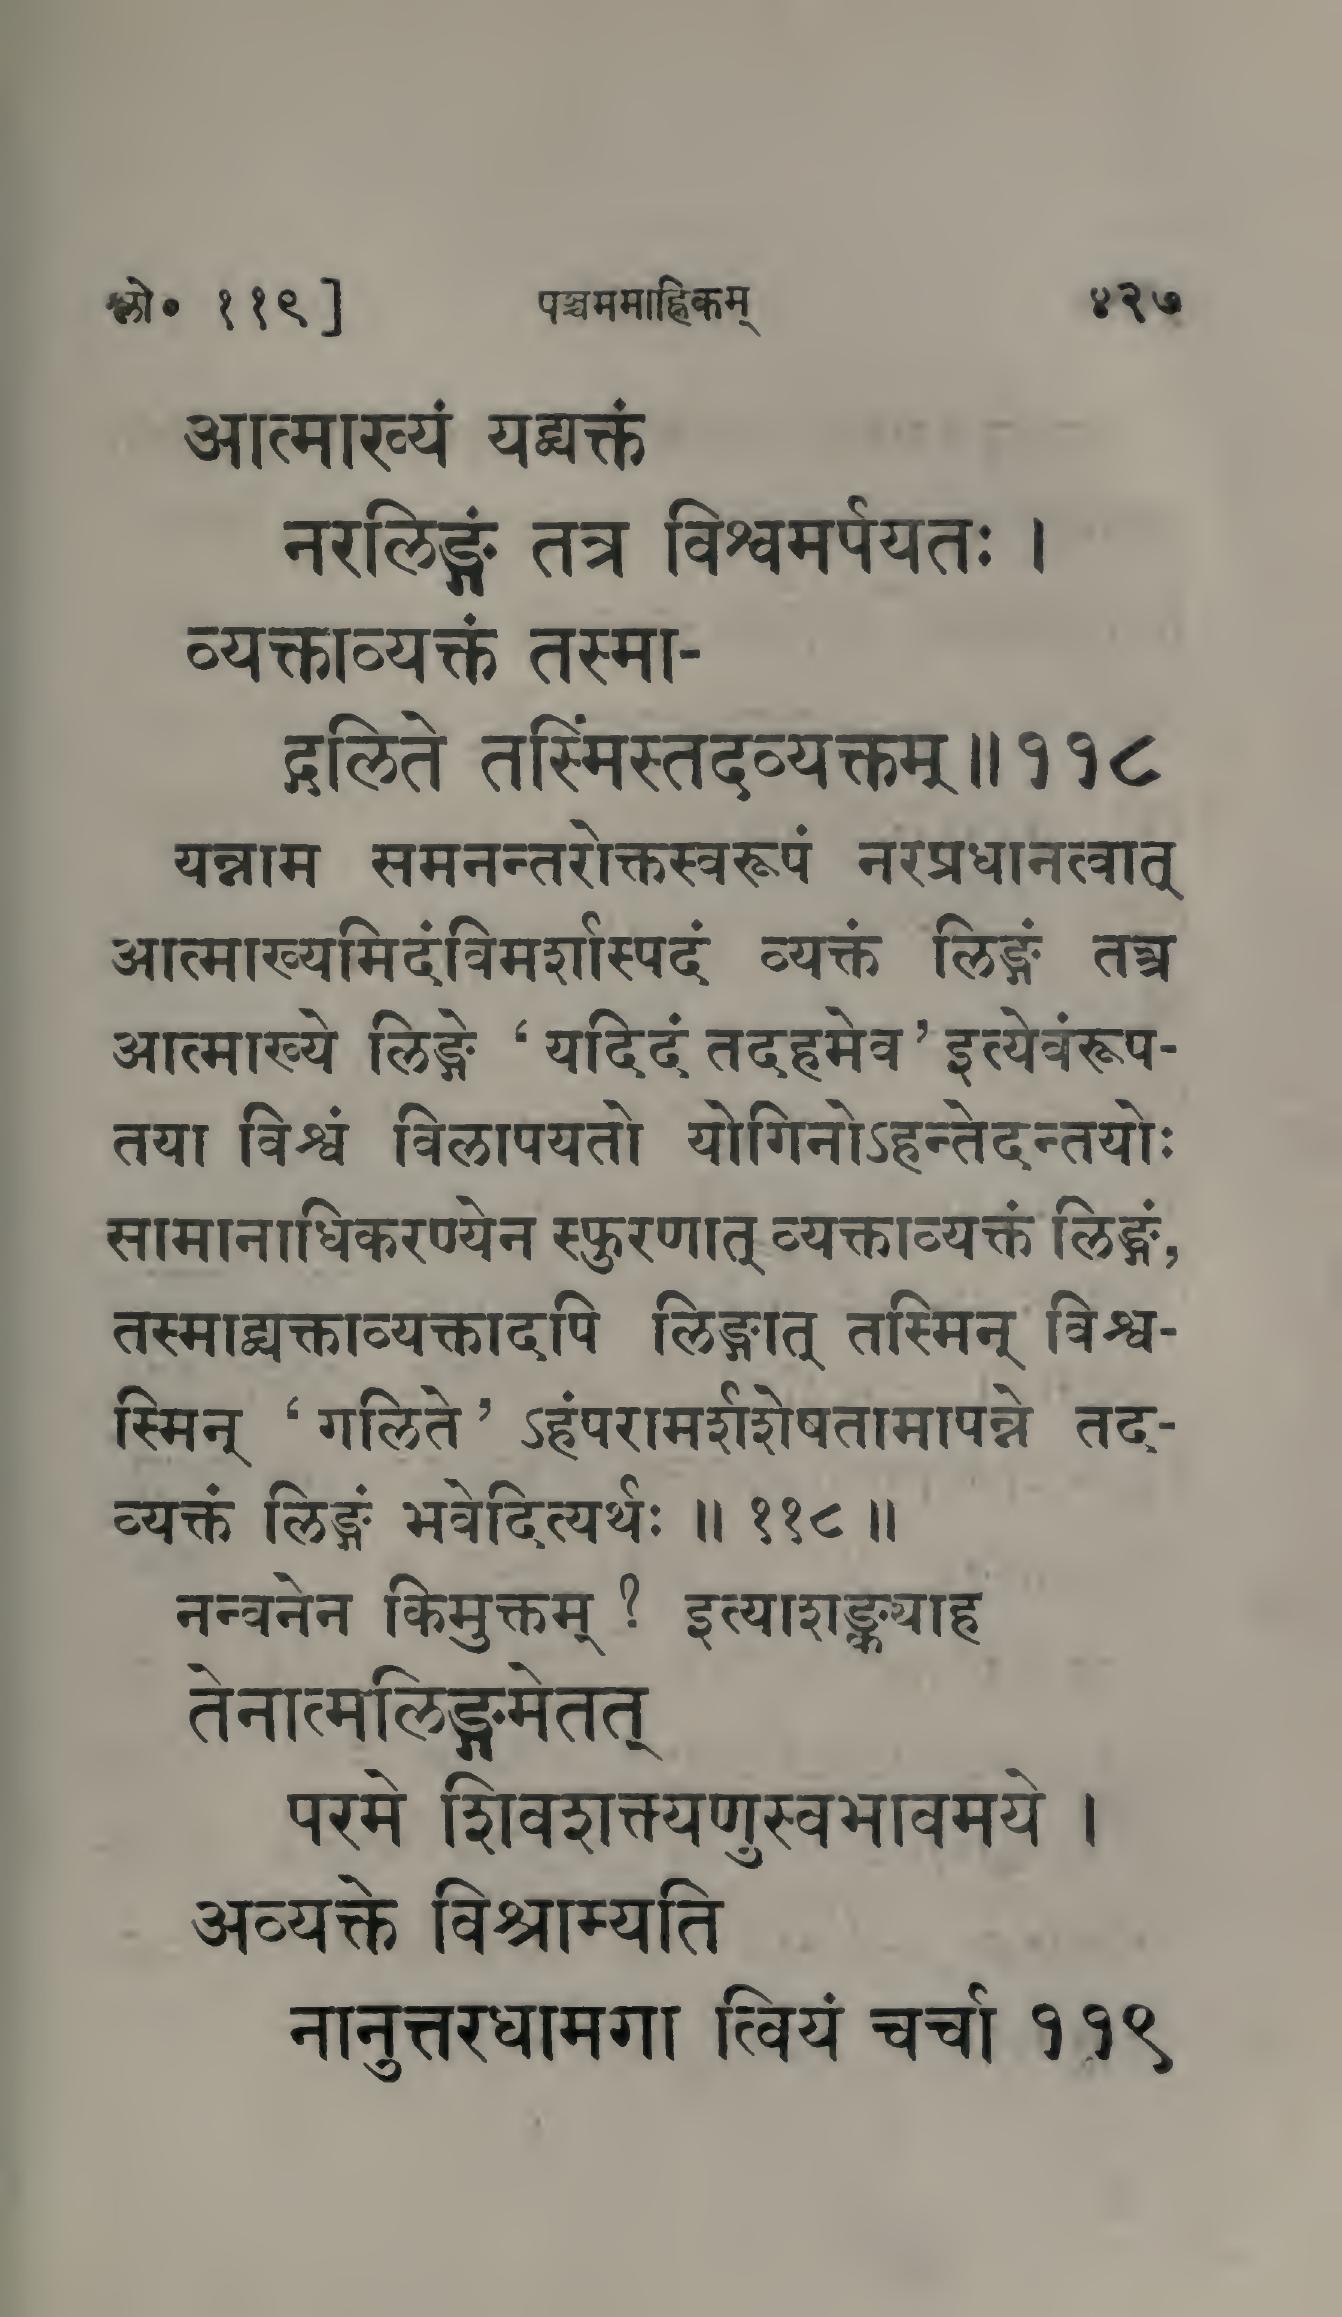 श्लो० ११९]	पञ्चममाह्निकम्	४२७
आत्माख्यं यद्व्यक्तं
नरलिङ्गं तत्र विश्वमर्पयतः ।
व्यक्ताव्यक्तं तस्मा-
द्गलिते तस्मिंस्तदव्यक्तम् ॥ ११८
यन्नाम समनन्तरोक्तस्वरूपं नरप्रधानत्वात्
आत्माख्यमिदंविमर्शास्पदं व्यक्तं लिङ्गं तत्र
आत्माख्ये लिङ्गे ‘यदिदं तदहमेव’ इत्येवंरूप-
तया विश्वं विलापयतो योगिनोऽहन्तेदन्तयोः
सामानाधिकरण्येन स्फुरणात् व्यक्ताव्यक्तं लिङ्गं,
तस्माद्व्यक्ताव्यक्तादपि लिङ्गात् तस्मिन् विश्व-
स्मिन् ‘गलिते’ ऽहंपरामर्शशेषतामापन्ने तद-
व्यक्तं लिङ्गं भवेदित्यर्थः ॥ ११८ ॥
नन्वनेन किमुक्तम् ? इत्याशङ्क्याह
तेनात्मलिङ्गमेतत्
परमे शिवशक्त्यणुस्वभावमये ।
अव्यक्ते विश्राम्यति
नानुत्तरधामगा त्वियं चर्चा ११९